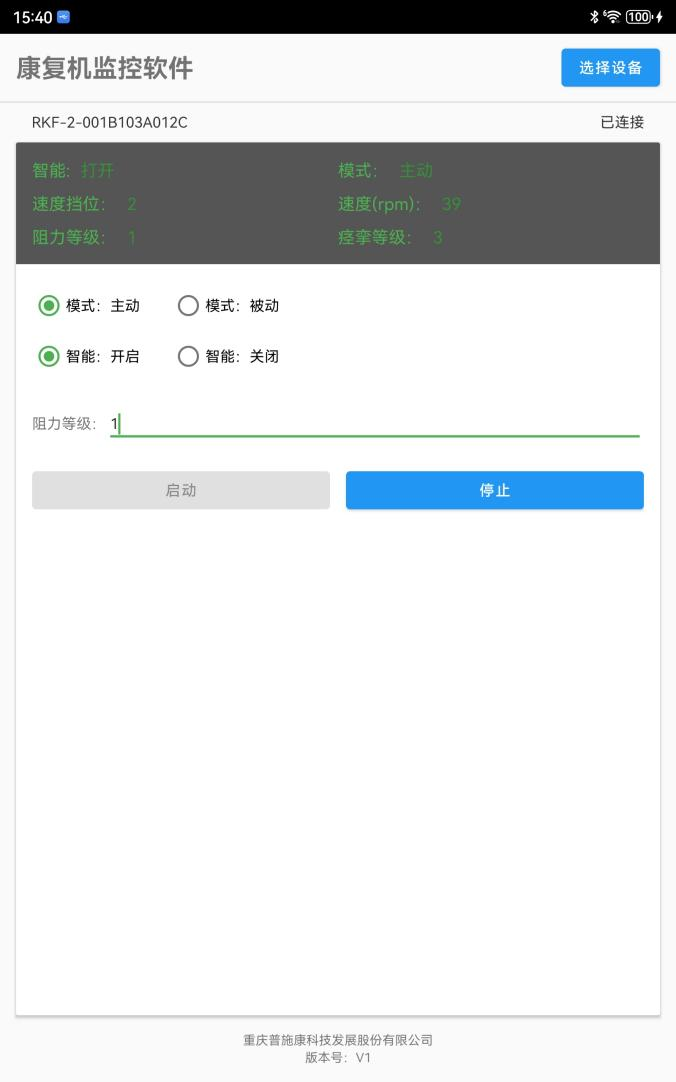 15:40 100
康复机监控软件 选择设备
RKF-2-001B103A012C 已连接
智能: 打开 模式: 主动
速度挡位: 2 速度(rpm): 39
阻力等级: 1 痉挛等级: 3
模式: 主动 模式: 被动
智能: 开启 智能: 关闭
阻力等级: 1
启动 停止
重庆普施康科技发展股份有限公司
版本号: V1